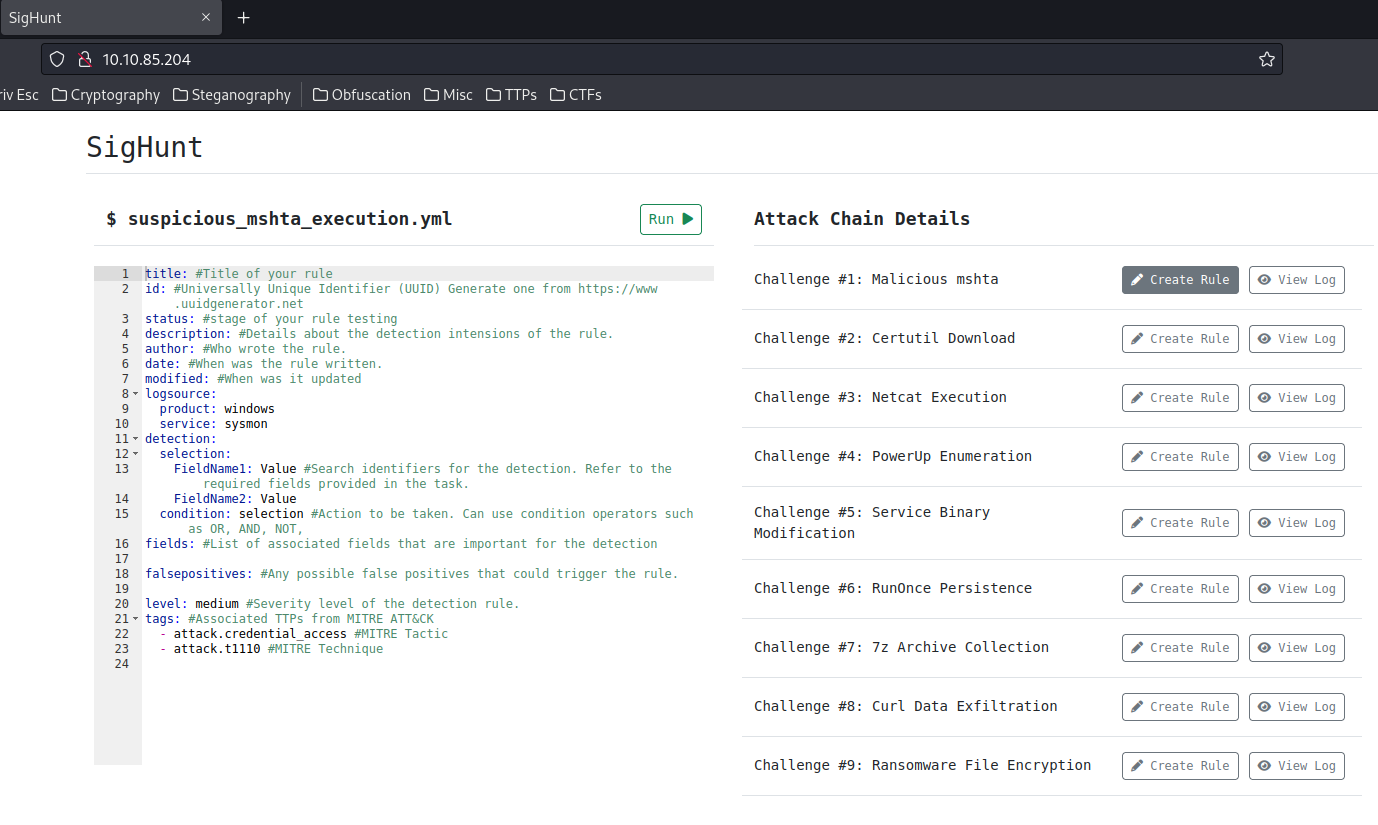 SigHunt
10.10.85.204
riv Esc Cryptography Steganography Obfuscation Misc TTPs CTFs
SigHunt
$ suspicious_mshta_execution.yml
Run
1 title: #Title of your rule
2 id: #Universally Unique Identifier (UUID) Generate one from https://www
.uuidgenerator.net
3 status: #stage of your rule testing
4 description: #Details about the detection intensions of the rule.
5 author: #Who wrote the rule.
6 date: #When was the rule written.
7 modified: #When was it updated
8 logsource:
9 product: windows
10 service: sysmon
11 detection:
12 selection:
13 FieldName1: Value #Search identifiers for the detection. Refer to the
required fields provided in the task.
14 FieldName2: Value
15 condition: selection #Action to be taken. Can use condition operators such
as OR, AND, NOT,
16 fields: #List of associated fields that are important for the detection
17
18 falsepositives: #Any possible false positives that could trigger the rule.
19
20 level: medium #Severity level of the detection rule.
21 tags: #Associated TTPs from MITRE ATT&CK
22 - attack.credential_access #MITRE Tactic
23 - attack.t1110 #MITRE Technique
24
Attack Chain Details
Challenge #1: Malicious mshta Create Rule View Log
Challenge #2: Certutil Download Create Rule View Log
Challenge #3: Netcat Execution Create Rule View Log
Challenge #4: PowerUp Enumeration Create Rule View Log
Challenge #5: Service Binary
Modification Create Rule View Log
Challenge #6: RunOnce Persistence Create Rule View Log
Challenge #7: 7z Archive Collection Create Rule View Log
Challenge #8: Curl Data Exfiltration Create Rule View Log
Challenge #9: Ransomware File Encryption Create Rule View Log